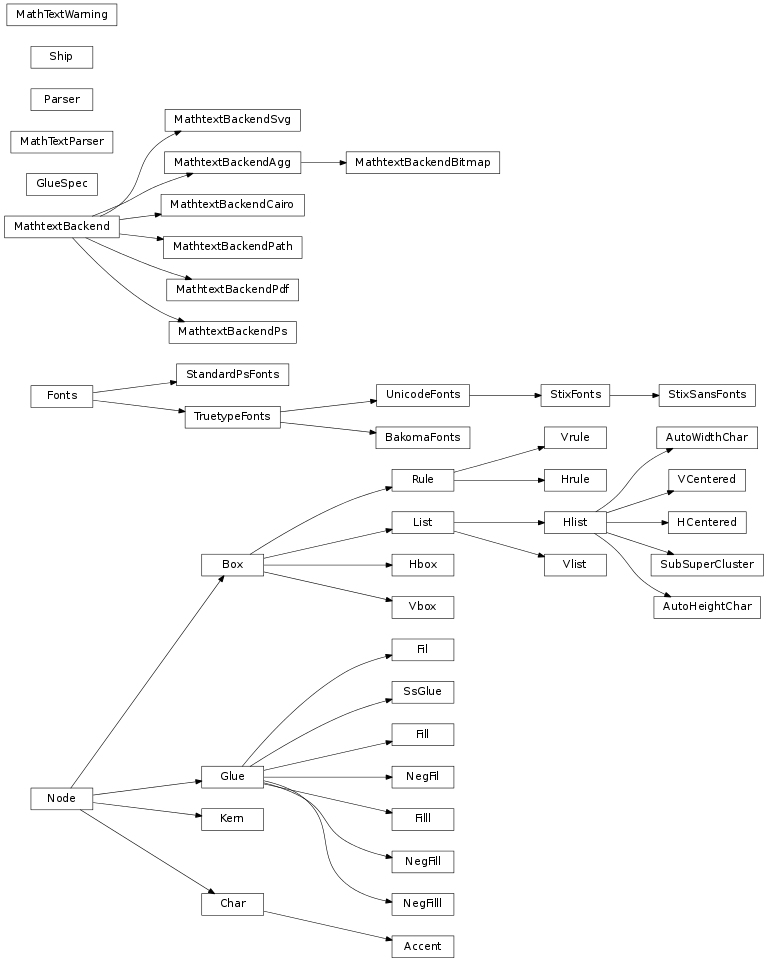 MathTextWarning
Ship
Parser
MathtextBackendSvg
MathTextParser
MathtextBackendAgg
MathtextBackendBitmap
GlueSpec
MathtextBackendCairo
MathtextBackend
MathtextBackendPath
MathtextBackendPdf
MathtextBackendPs
StandardPsFonts
Fonts
UnicodeFonts
StixFonts
StixSansFonts
TruetypeFonts
BakomaFonts
Vrule
AutoWidthChar
Rule
Hrule
VCentered
List
Hlist
HCentered
Box
Hbox
Vlist
SubSuperCluster
Vbox
AutoHeightChar
Fil
SsGlue
Fill
Glue
NegFil
Node
Kern
Filll
NegFill
Char
NegFilll
Accent